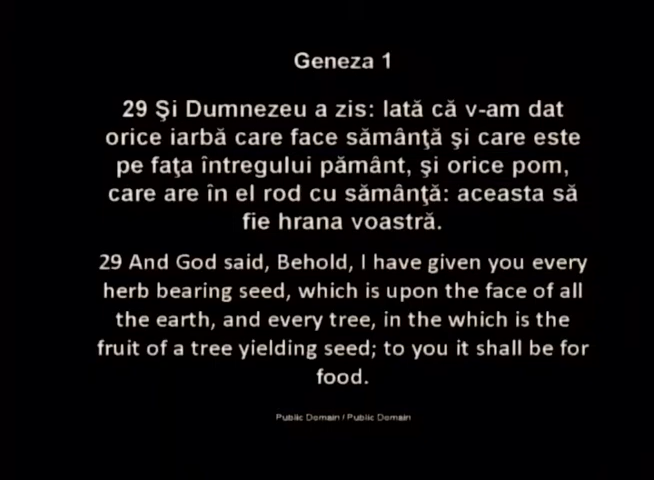 Geneza 1
29 Şi Dumnezeu a zis: Iată că v-am dat
orice iarbă care face sămânţă şi care este
pe faţa întregului pământ, şi orice pom,
care are în el rod cu sămânţă: aceasta să
fie hrana voastră.
29 And God said, Behold, I have given you every
herb bearing seed, which is upon the face of all
the earth, and every tree, in the which is the
fruit of a tree yielding seed; to you it shall be for
food.
Public Domain / Public Domain